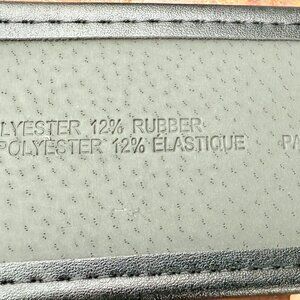 LYESTER 12% RUBBER
POLYESTER 12% ÉLASTIQUE PA